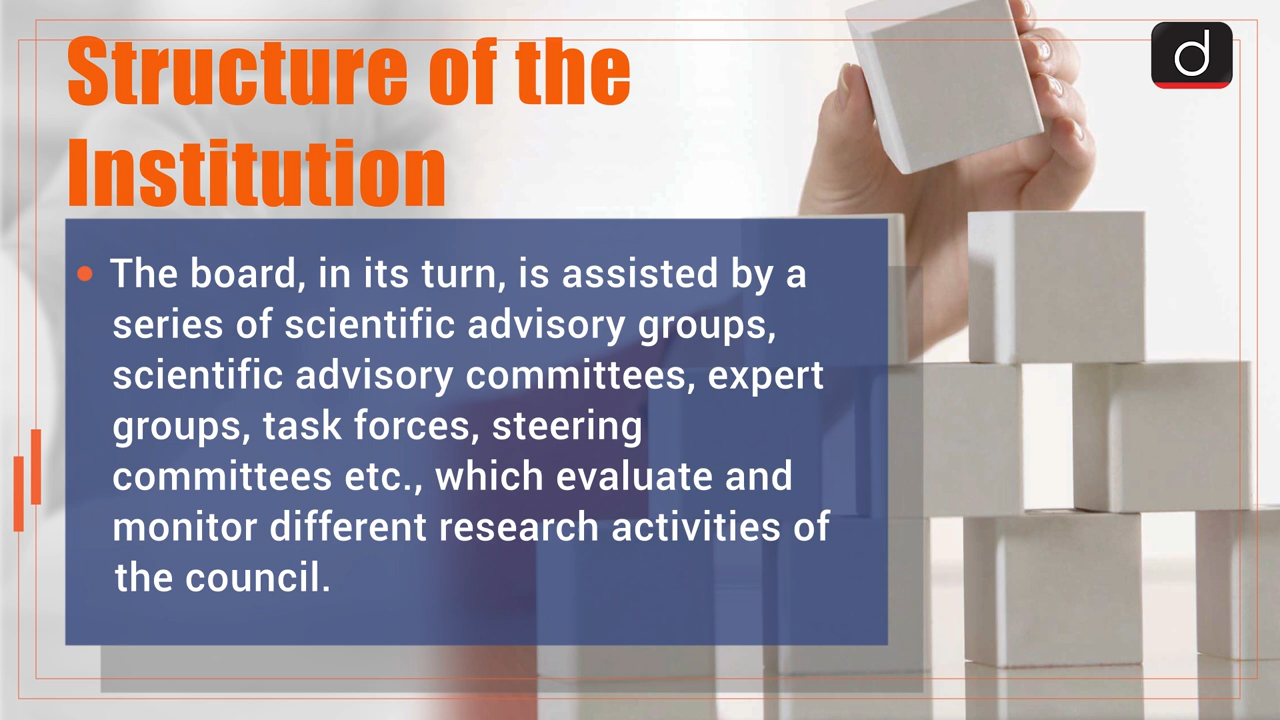 Structure of the
Institution
d
• The board, in its turn, is assisted by a
series of scientific advisory groups,
scientific advisory committees, expert
groups, task forces, steering
committees etc., which evaluate and
monitor different research activities of
the council.